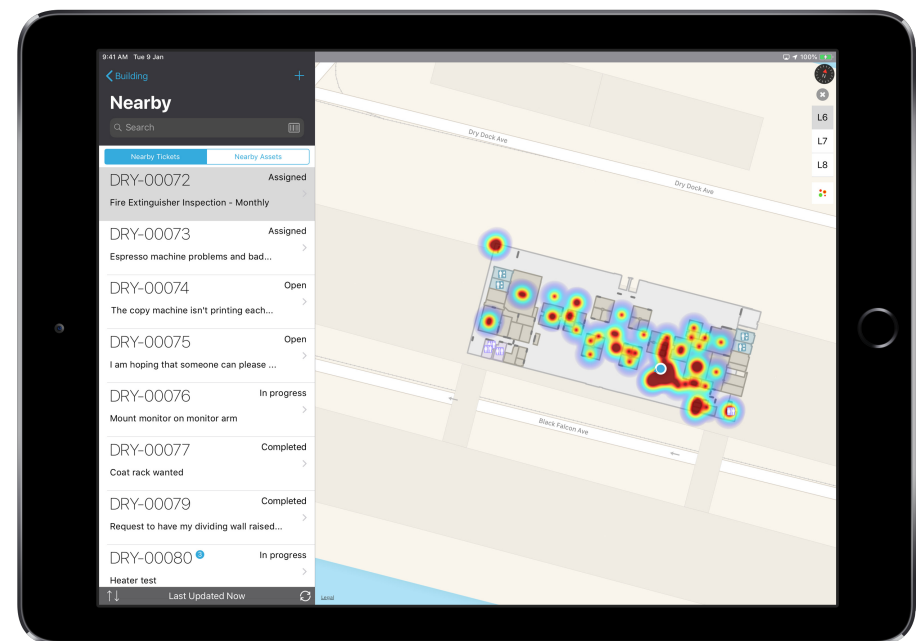 9:41 AM Tue 9 Jan
100%
Building
Nearby
Search
Nearby Tickets
Nearby Assets
DRY-00072
Assigned
Fire Extinguisher Inspection - Monthly
DRY-00073
Assigned
Espresso machine problems and bad...
DRY-00074
Open
The copy machine isn't printing each...
DRY-00075
Open
I am hoping that someone can please ...
DRY-00076
In progress
Mount monitor on monitor arm
DRY-00077
Completed
Coat rack wanted
DRY-00079
Completed
Request to have my dividing wall raised...
DRY-00080 3
In progress
Heater test
Last Updated Now
L6
L7
L8
Dry Dock Ave
Dry Dock Ave
Black Falcon Ave
Legal